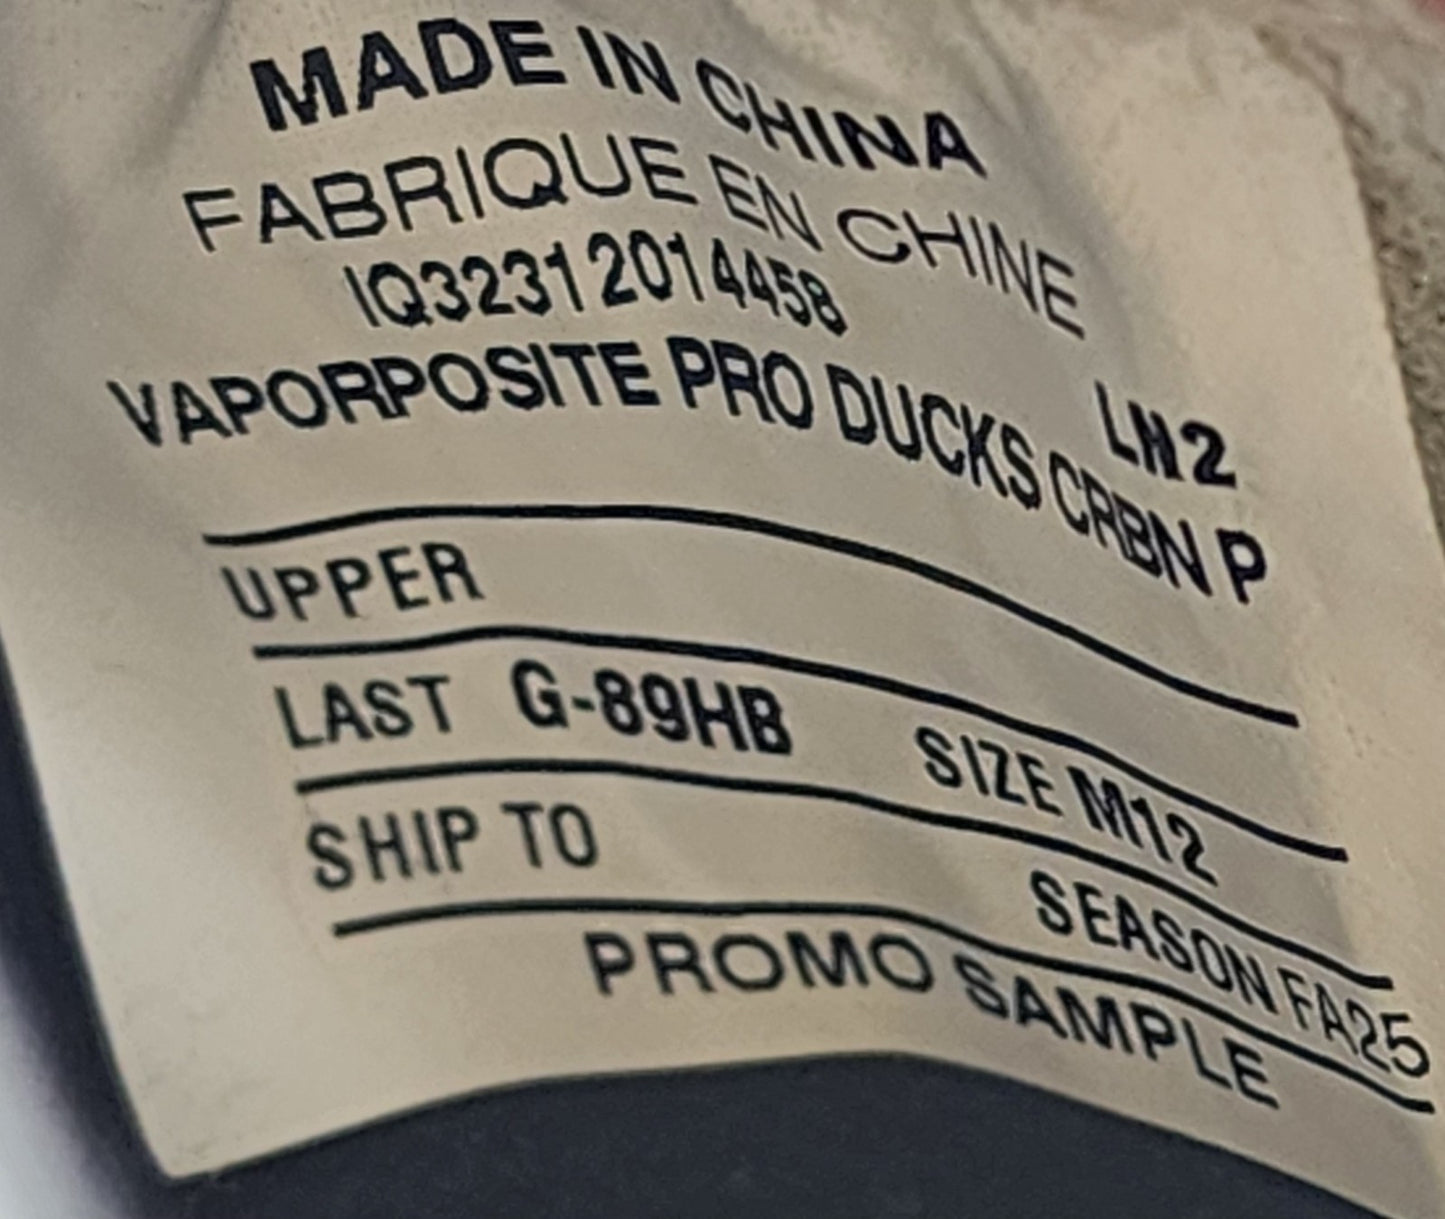 MADE IN CHINA
FABRIQUE EN CHINE
IQ3231 2014458
LN2
VAPORPOSITE PRO DUCKS CRBN P
UPPER
LAST G-89HB SIZE M12
SHIP TO SEASON FA25
PROMO SAMPLE